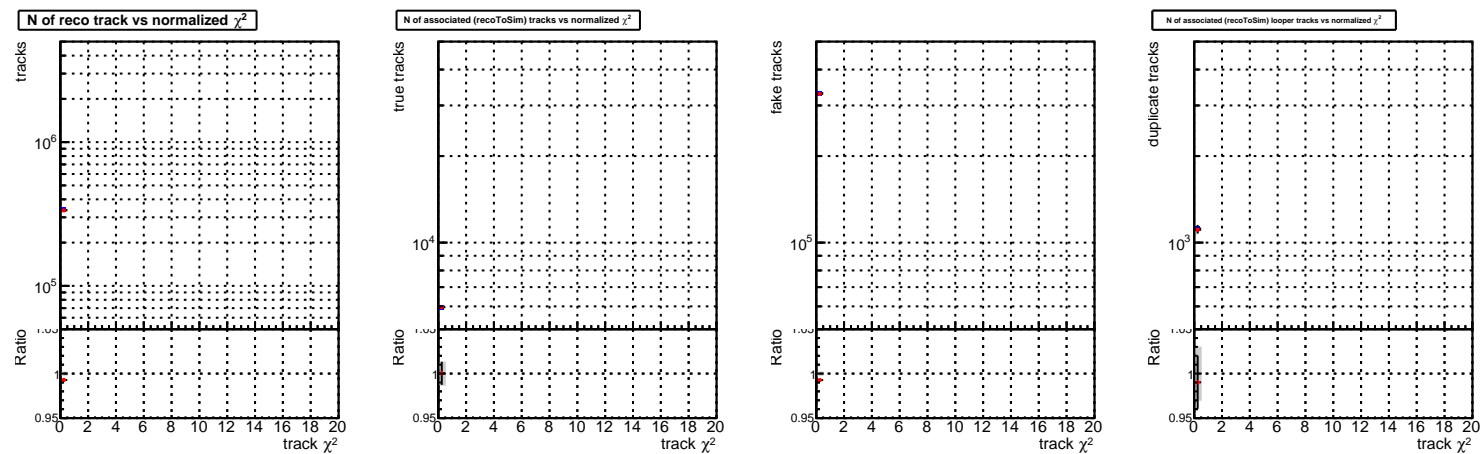 N of reco track vs normalized χ²
tracks
10⁶
10⁵
Ratio
1
0.95
0 2 4 6 8 10 12 14 16 18 20
track χ²
N of associated (recoToSim) tracks vs normalized χ²
true tracks
10⁴
Ratio
1
0.95
0 2 4 6 8 10 12 14 16 18 20
track χ²
fake tracks
10⁵
Ratio
1
0.95
0 2 4 6 8 10 12 14 16 18 20
track χ²
N of associated (recoToSim) looper tracks vs normalized χ²
duplicate tracks
10³
Ratio
1
0.95
0 2 4 6 8 10 12 14 16 18 20
track χ²